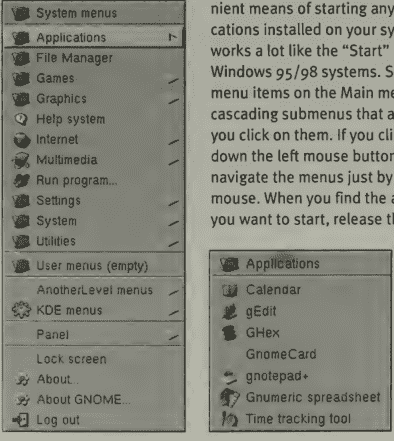 System menus
Applications
File Manager
Games
Graphics
Help system
Internet
Multimedia
Run program...
Settings
System
Utilities
User menus (empty)
AnotherLevel menus
KDE menus
Panel
Lock screen
About...
About GNOME...
Log out
nient means of starting any
cations installed on your sy
works a lot like the “Start”
Windows 95/98 systems. S
menu items on the Main me
cascading submenus that a
you click on them. If you cli
down the left mouse button
navigate the menus just by
mouse. When you find the a
you want to start, release th
Applications
Calendar
gEdit
GHex
GnomeCard
gnotepad+
Gnumeric spreadsheet
Time tracking tool